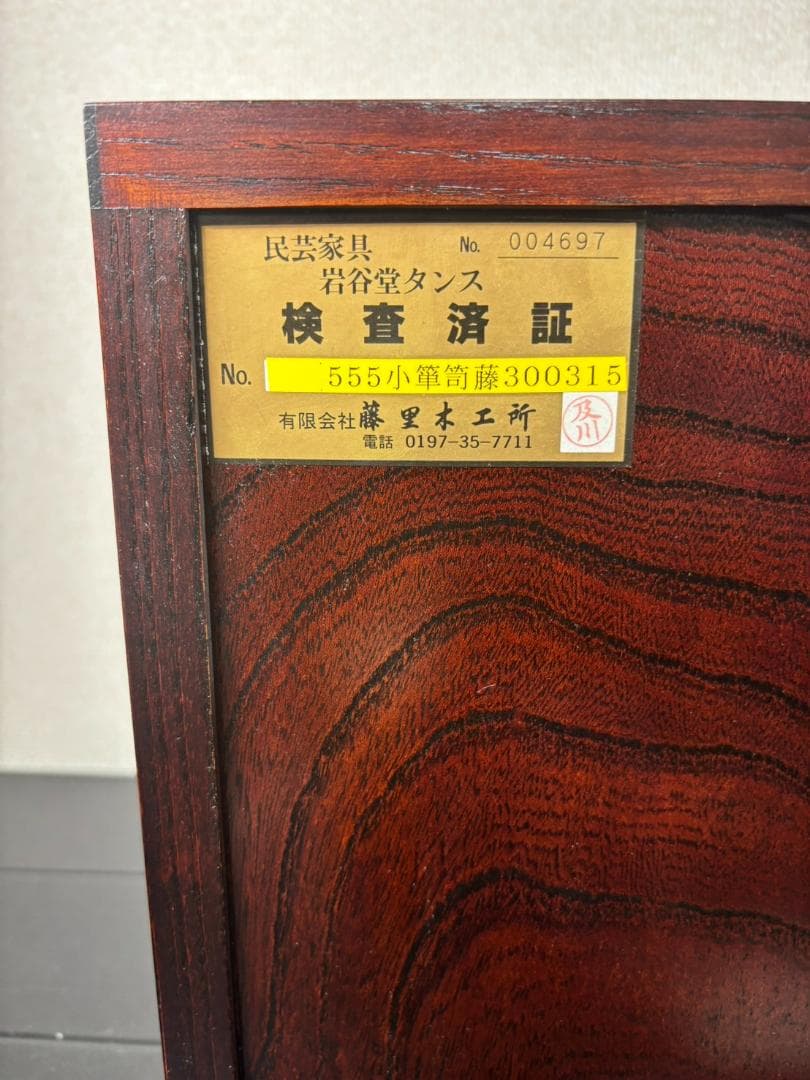 民芸家具 No. 004697
岩谷堂タンス
検査済証
No. 555小箪笥藤300315
有限会社 藤里木工所
電話 0197-35-7711
及川